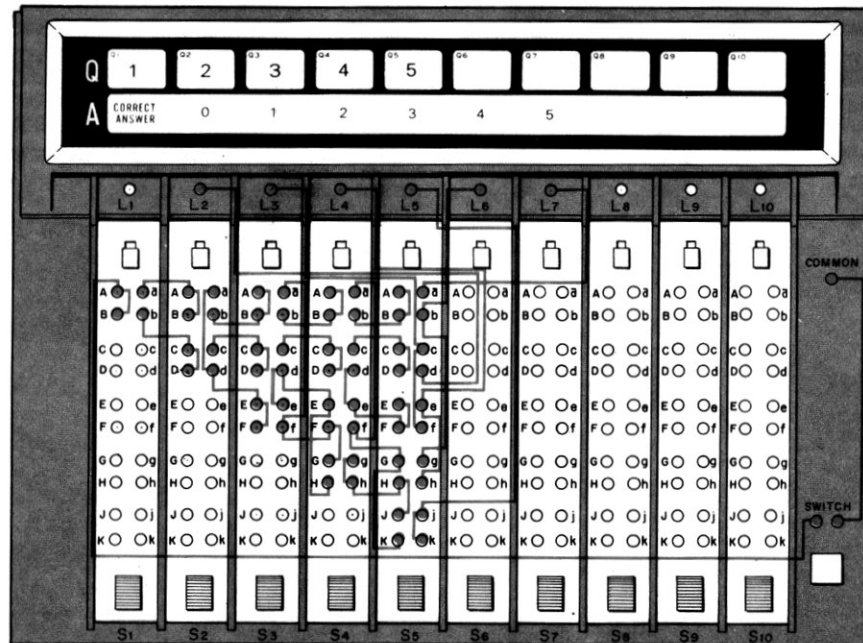 Q1 Q2 Q3 Q4 Q5 Q6 Q7 Q8 Q9 Q10
Q 1 2 3 4 5
A CORRECT ANSWER 0 1 2 3 4 5
L1 L2 L3 L4 L5 L6 L7 L8 L9 L10
COMMON
A a A a A a A a A a A a A a A a A a A a
B b B b B b B b B b B b B b B b B b B b
C c C c C c C c C c C c C c C c C c C c
D d D d D d D d D d D d D d D d D d D d
E e E e E e E e E e E e E e E e E e E e
F f F f F f F f F f F f F f F f F f F f
G g G g G g G g G g G g G g G g G g G g
H h H h H h H h H h H h H h H h H h H h
SWITCH
J j J j J j J j J j J j J j J j J j J j
K k K k K k K k K k K k K k K k K k K k
S1 S2 S3 S4 S5 S6 S7 S8 S9 S10